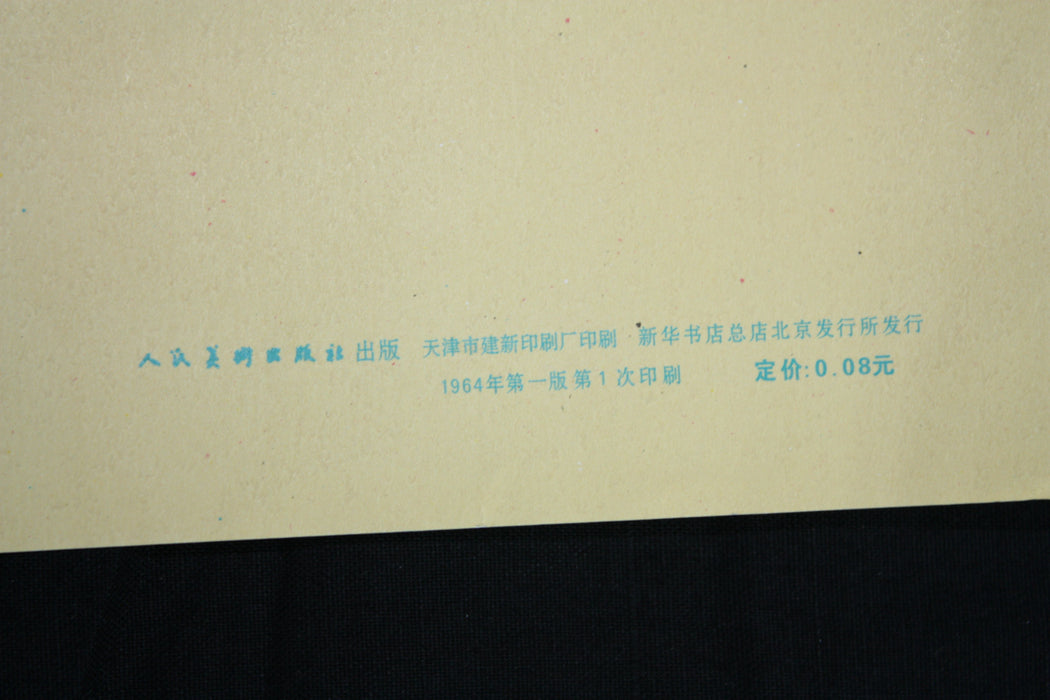 人民美術出版社 出版 天津市建新印刷厂印刷·新华书店总店北京发行所发行
1964年第一版第1次印刷 定价:0.08元